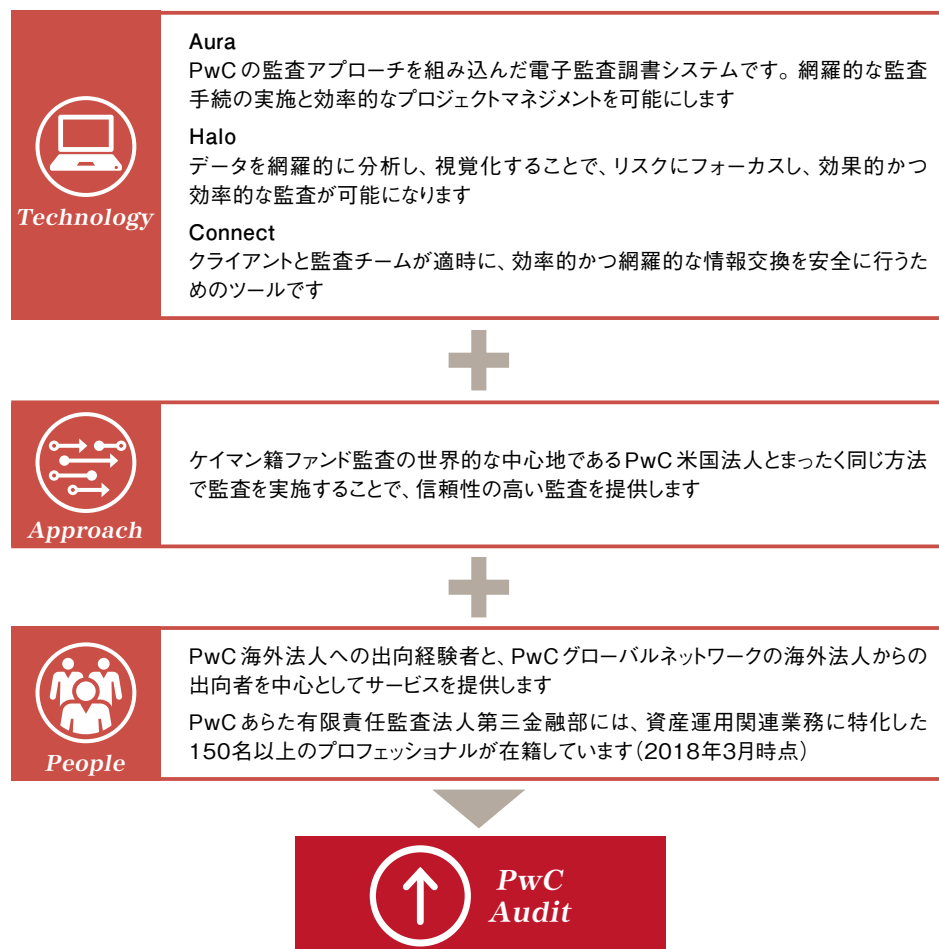 Technology
Aura
PwCの監査アプローチを組み込んだ電子監査調書システムです。網羅的な監査
手続の実施と効率的なプロジェクトマネジメントを可能にします
Halo
データを網羅的に分析し、視覚化することで、リスクにフォーカスし、効果的かつ
効率的な監査が可能になります
Connect
クライアントと監査チームが適時に、効率的かつ網羅的な情報交換を安全に行うた
めのツールです
Approach
ケイマン籍ファンド監査の世界的な中心地であるPwC米国法人とまったく同じ方法
で監査を実施することで、信頼性の高い監査を提供します
People
PwC海外法人への出向経験者と、PwCグローバルネットワークの海外法人からの
出向者を中心としてサービスを提供します
PwCあらた有限責任監査法人第三金融部には、資産運用関連業務に特化した
150名以上のプロフェッショナルが在籍しています（2018年3月時点）
PwC
Audit